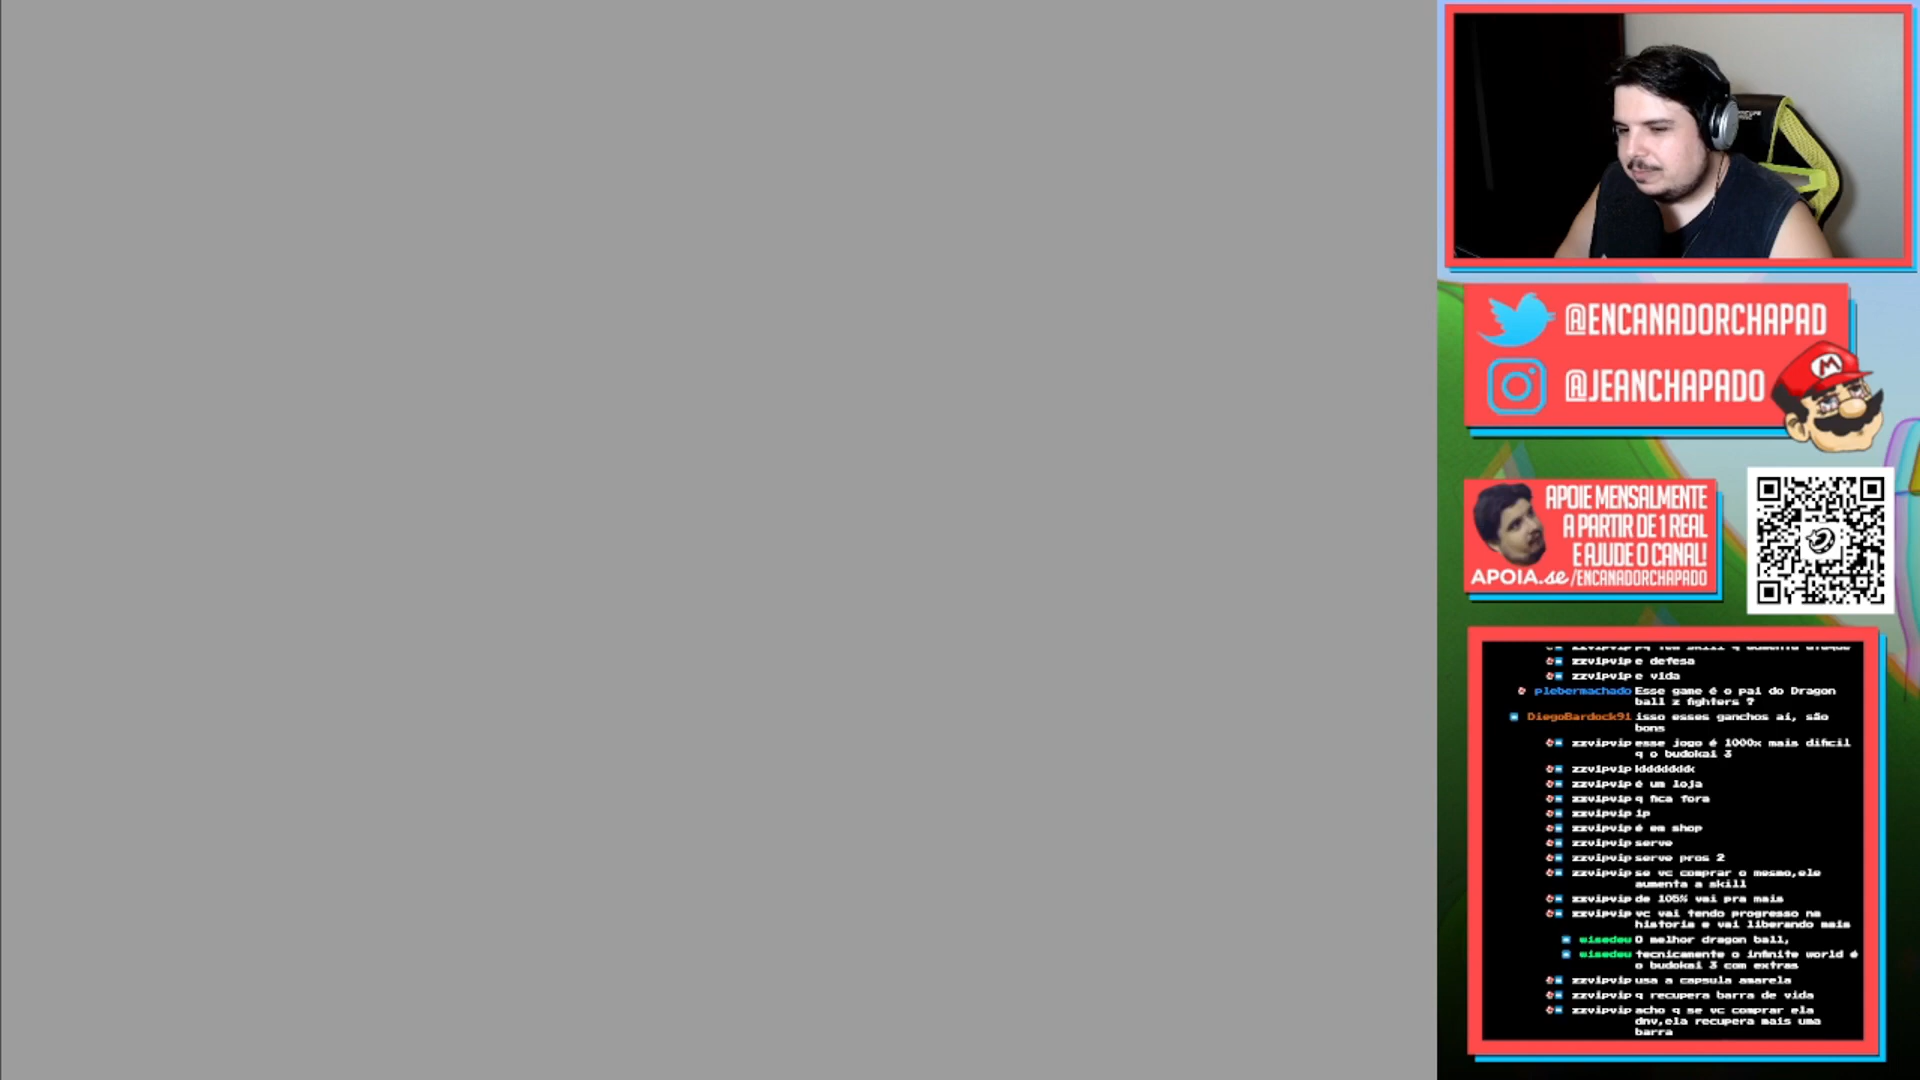 @ENCANADORCHAPAD
@JEANCHAPADO
M
APOIE MENSALMENTE
A PARTIR DE 1 REAL
E AJUDE O CANAL!
APOIA.se/ENCANADORCHAPADO
zzvipvip e defesa
zzvipvip e vida
plebermachado Esse game é o pai do Dragon
ball z fighters ?
DiegoBardock91 isso esses ganchos ai, são
bons
zzvipvip esse jogo é 1000x mais dificil
q o budokai 3
zzvipvip kkkkkkkkk
zzvipvip é um loja
zzvipvip q fica fora
zzvipvip ip
zzvipvip é em shop
zzvipvip serve
zzvipvip serve pros 2
zzvipvip se vc comprar o mesmo,ele
aumenta a skill
zzvipvip de 105% vai pra mais
zzvipvip vc vai tendo progresso na
historia e vai liberando mais
wisedeu O melhor dragon ball,
wisedeu tecnicamente o infinite world é
o budokai 3 com extras
zzvipvip usa a capsula amarela
zzvipvip q recupera barra de vida
zzvipvip acho q se vc comprar ela
dnv,ela recupera mais uma
barra